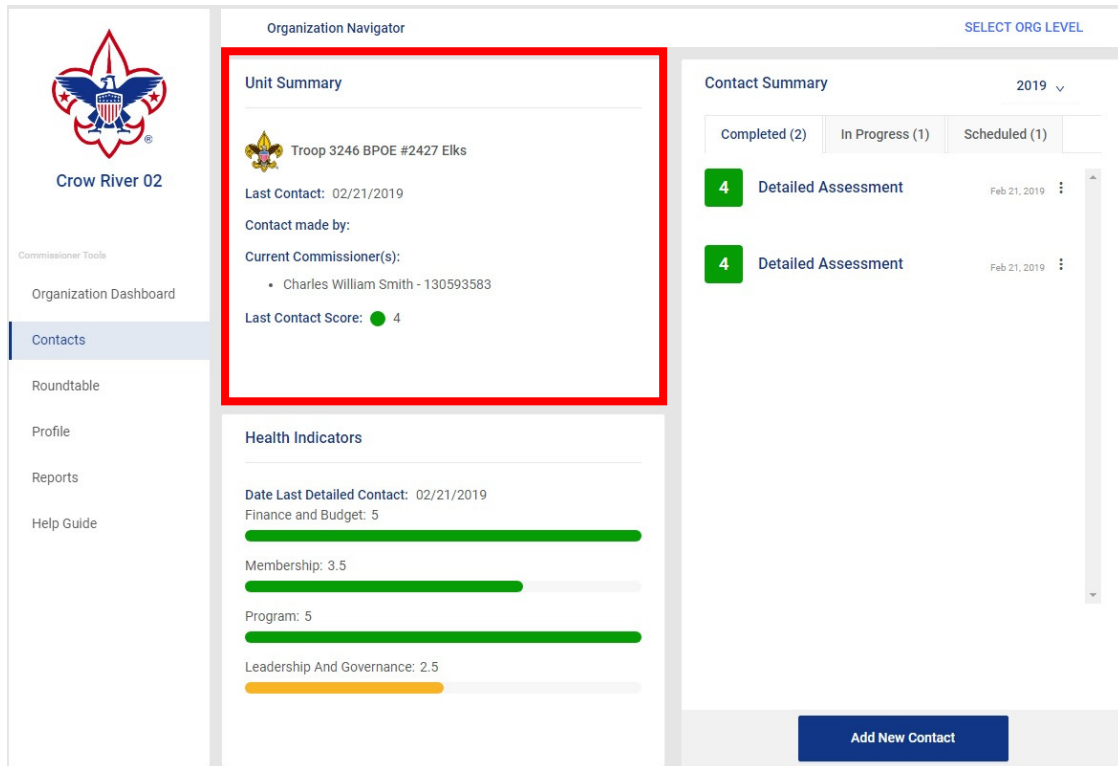 Organization Navigator
SELECT ORG LEVEL
®
Crow River 02
Commissioner Tools
Organization Dashboard
Contacts
Roundtable
Profile
Reports
Help Guide
Unit Summary
Troop 3246 BPOE #2427 Elks
Last Contact: 02/21/2019
Contact made by:
Current Commissioner(s):
• Charles William Smith - 130593583
Last Contact Score: 4
Health Indicators
Date Last Detailed Contact: 02/21/2019
Finance and Budget: 5
Membership: 3.5
Program: 5
Leadership And Governance: 2.5
Contact Summary
2019
Completed (2) In Progress (1) Scheduled (1)
4 Detailed Assessment Feb 21, 2019
4 Detailed Assessment Feb 21, 2019
Add New Contact